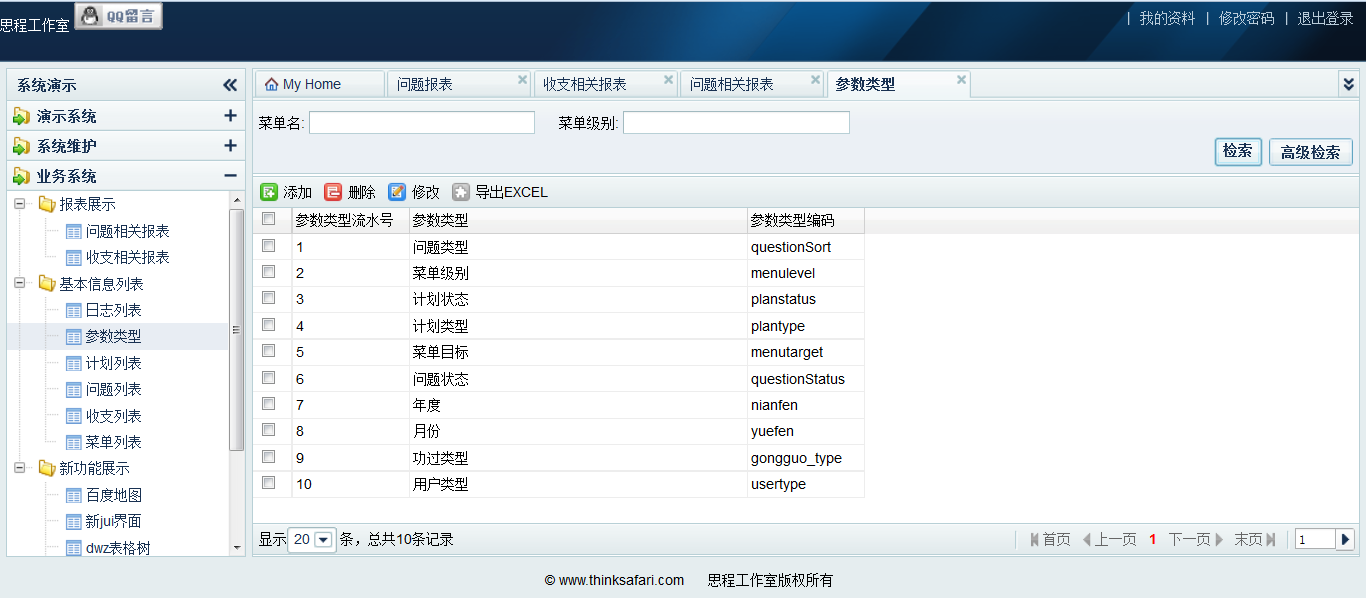 思程工作室 QQ留言 | 我的资料 | 修改密码 | 退出登录
系统演示
演示系统
系统维护
业务系统
报表展示
问题相关报表
收支相关报表
基本信息列表
日志列表
参数类型
计划列表
问题列表
收支列表
菜单列表
新功能展示
百度地图
新jui界面
dwz表格树
My Home 问题报表 收支相关报表 问题相关报表 参数类型
菜单名: 菜单级别:
检索 高级检索
添加 删除 修改 导出EXCEL
参数类型流水号 参数类型 参数类型编码
1 问题类型 questionSort
2 菜单级别 menulevel
3 计划状态 planstatus
4 计划类型 plantype
5 菜单目标 menutarget
6 问题状态 questionStatus
7 年度 nianfen
8 月份 yuefen
9 功过类型 gongguo_type
10 用户类型 usertype
显示 20 条，总共10条记录 首页 上一页 1 下一页 末页 1
© www.thinksafari.com 思程工作室版权所有